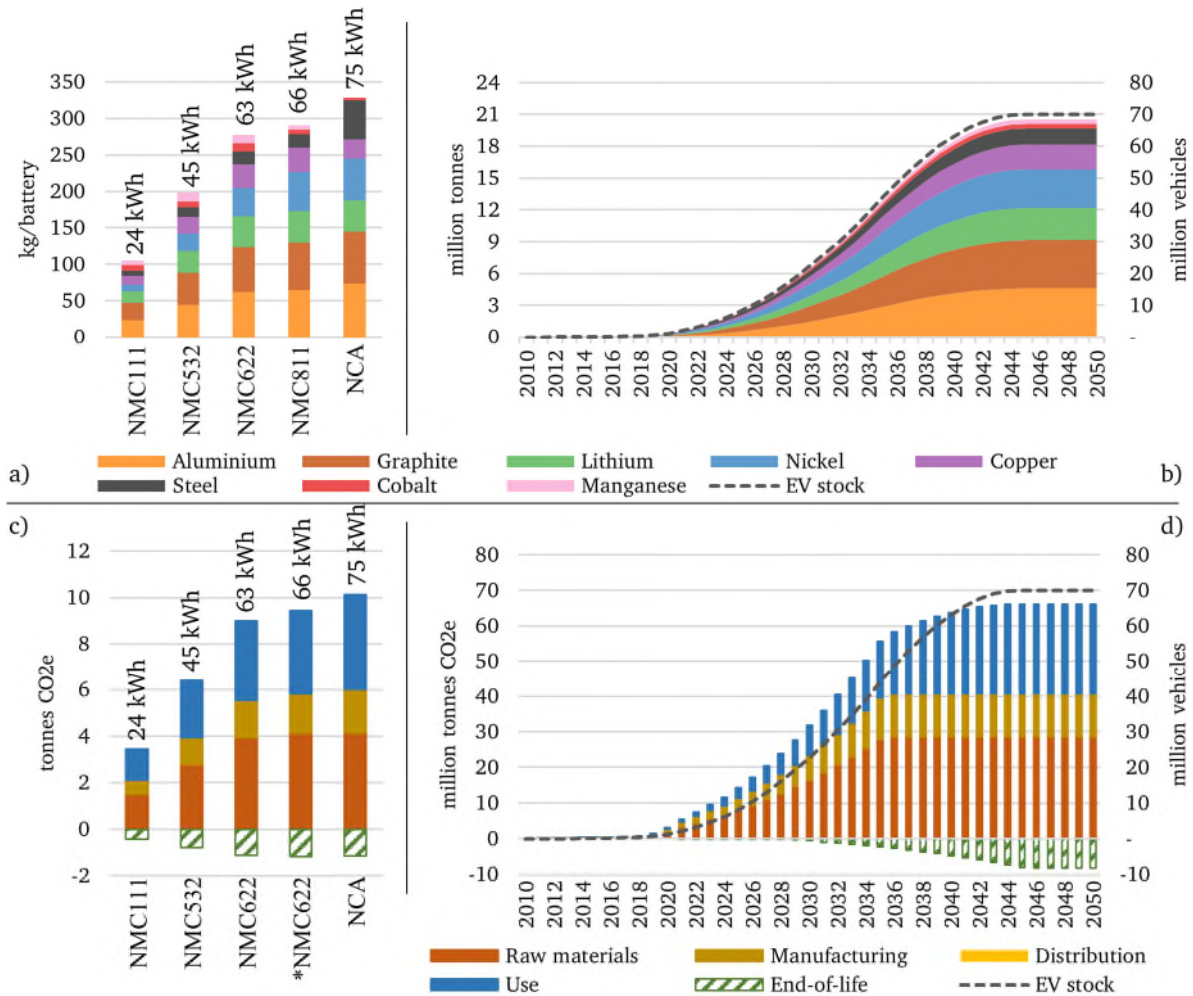 350
300
250
200
150
100
50
0
kg/battery
24 kWh
45 kWh
63 kWh
66 kWh
75 kWh
NMC111
NMC532
NMC622
NMC811
NCA
24
21
18
15
12
9
6
3
0
million tonnes
80
70
60
50
40
30
20
10
-
million vehicles
2010
2012
2014
2016
2018
2020
2022
2024
2026
2028
2030
2032
2034
2036
2038
2040
2042
2044
2046
2048
2050
a)
Aluminium Graphite Lithium Nickel Copper
Steel Cobalt Manganese EV stock
b)
c)
12
10
8
6
4
2
0
-2
tonnes CO2e
24 kWh
45 kWh
63 kWh
66 kWh
75 kWh
NMC111
NMC532
NMC622
*NMC622
NCA
d)
80
70
60
50
40
30
20
10
0
-10
million tonnes CO2e
80
70
60
50
40
30
20
10
-
-10
million vehicles
2010
2012
2014
2016
2018
2020
2022
2024
2026
2028
2030
2032
2034
2036
2038
2040
2042
2044
2046
2048
2050
Raw materials Manufacturing Distribution
Use End-of-life EV stock